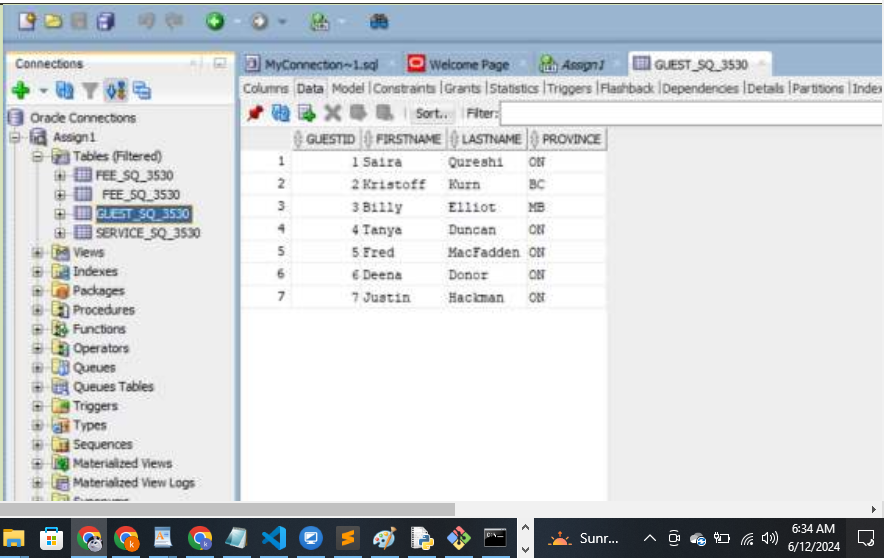 Connections
MyConnection~1.sql Welcome Page Assign1 GUEST_SQ_3530
Columns Data Model Constraints Grants Statistics Triggers Flashback Dependencies Details Partitions Index
Sort.. Filter:
Oracle Connections
Assign1
Tables (Filtered)
FEE_SQ_3530
FEE_SQ_3530
GUEST_SQ_3530
SERVICE_SQ_3530
Views
Indexes
Packages
Procedures
Functions
Operators
Queues
Queues Tables
Triggers
Types
Sequences
Materialized Views
Materialized View Logs
Synonyms
GUESTID FIRSTNAME LASTNAME PROVINCE
1 1 Saira Qureshi ON
2 2 Kristoff Kurn BC
3 3 Billy Elliot MB
4 4 Tanya Duncan ON
5 5 Fred MacFadden ON
6 6 Deena Donor ON
7 7 Justin Hackman ON
Sunr...
6:34 AM
6/12/2024